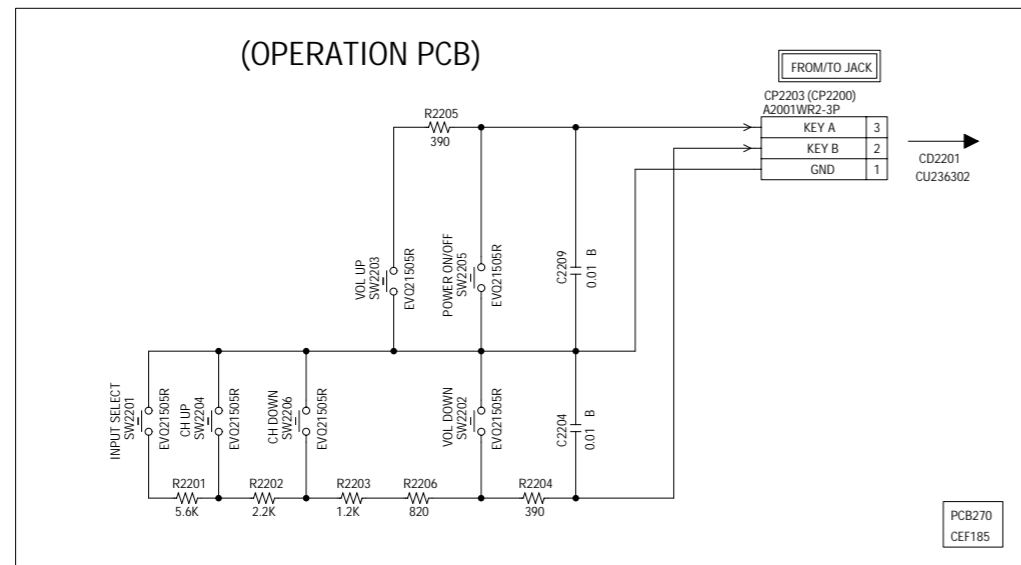 (OPERATION PCB)
FROM/TO JACK
CP2203 (CP2200)
A2001WR2-3P
KEY A 3
KEY B 2
GND 1
CD2201
CU236302
R2205
390
VOL UP
SW2203
EVQ21505R
POWER ON/OFF
SW2205
EVQ21505R
C2209
0.01 B
INPUT SELECT
SW2201
EVQ21505R
CH UP
SW2204
EVQ21505R
CH DOWN
SW2206
EVQ21505R
VOL DOWN
SW2202
EVQ21505R
C2204
0.01 B
R2201
5.6K
R2202
2.2K
R2203
1.2K
R2206
820
R2204
390
PCB270
CEF185